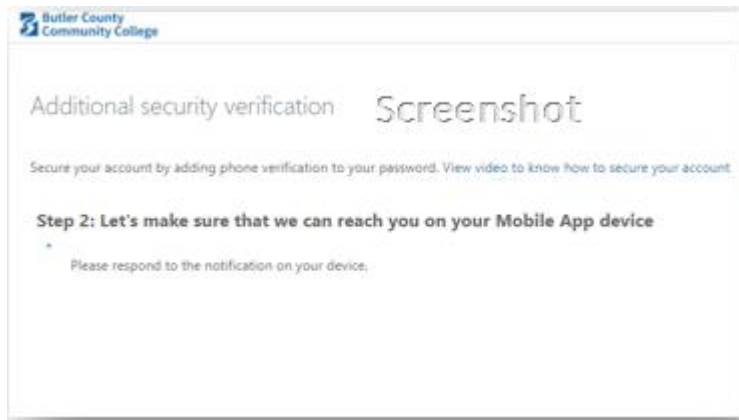 Butler County
Community College
Additional security verification Screenshot
Secure your account by adding phone verification to your password. View video to know how to secure your account
Step 2: Let's make sure that we can reach you on your Mobile App device
Please respond to the notification on your device.